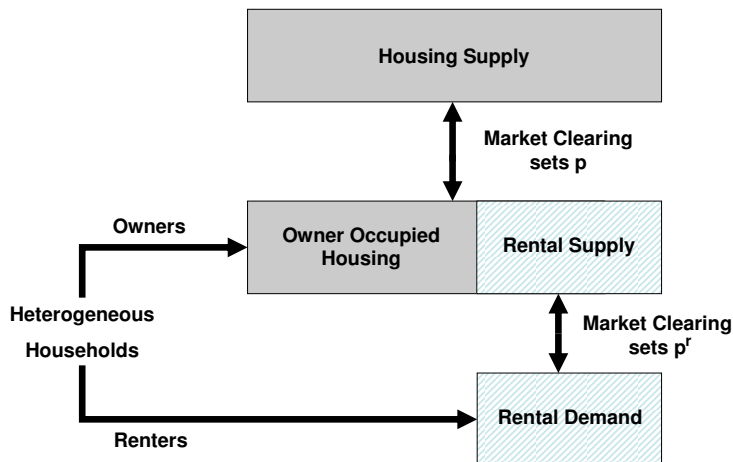 Housing Supply
Market Clearing
sets p
Owners
Owner Occupied
Housing
Rental Supply
Heterogeneous
Households
Market Clearing
sets pʳ
Rental Demand
Renters